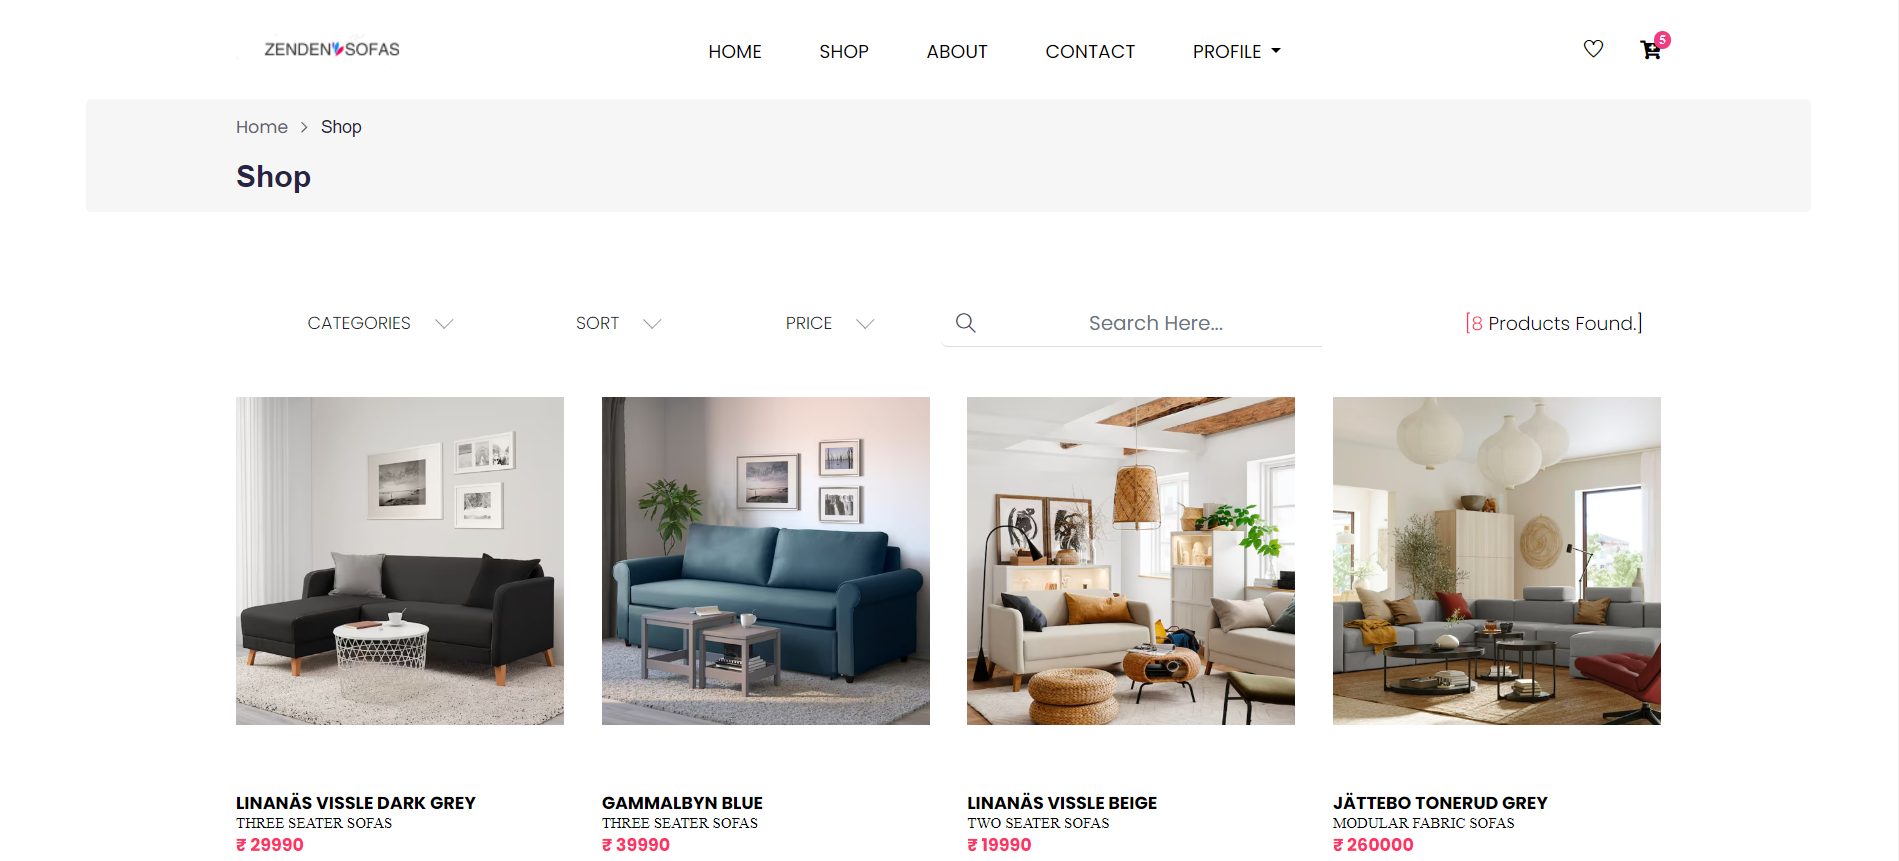 ZENDEN SOFAS
HOME SHOP ABOUT CONTACT PROFILE
5
Home > Shop
Shop
CATEGORIES SORT PRICE Search Here... [8 Products Found.]
LINANÄS VISSLE DARK GREY
THREE SEATER SOFAS
₹ 29990
GAMMALBYN BLUE
THREE SEATER SOFAS
₹ 39990
LINANÄS VISSLE BEIGE
TWO SEATER SOFAS
₹ 19990
JÄTTEBO TONERUD GREY
MODULAR FABRIC SOFAS
₹ 260000